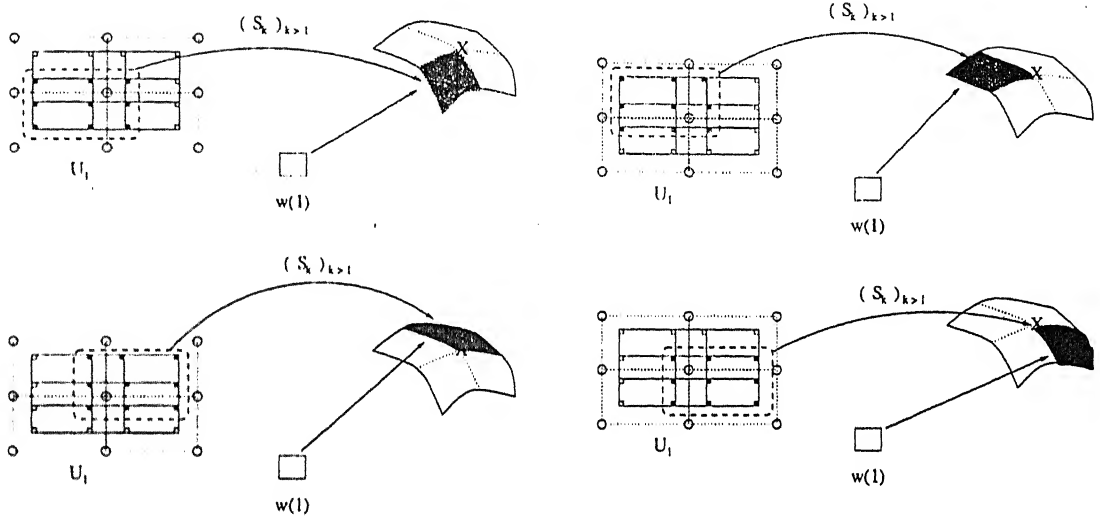 ( S_k )_{k>1}
X
U_1
w(1)
( S_k )_{k>1}
X
U_1
w(1)
( S_k )_{k>1}
X
U_1
w(1)
( S_k )_{k>1}
X
U_1
w(1)